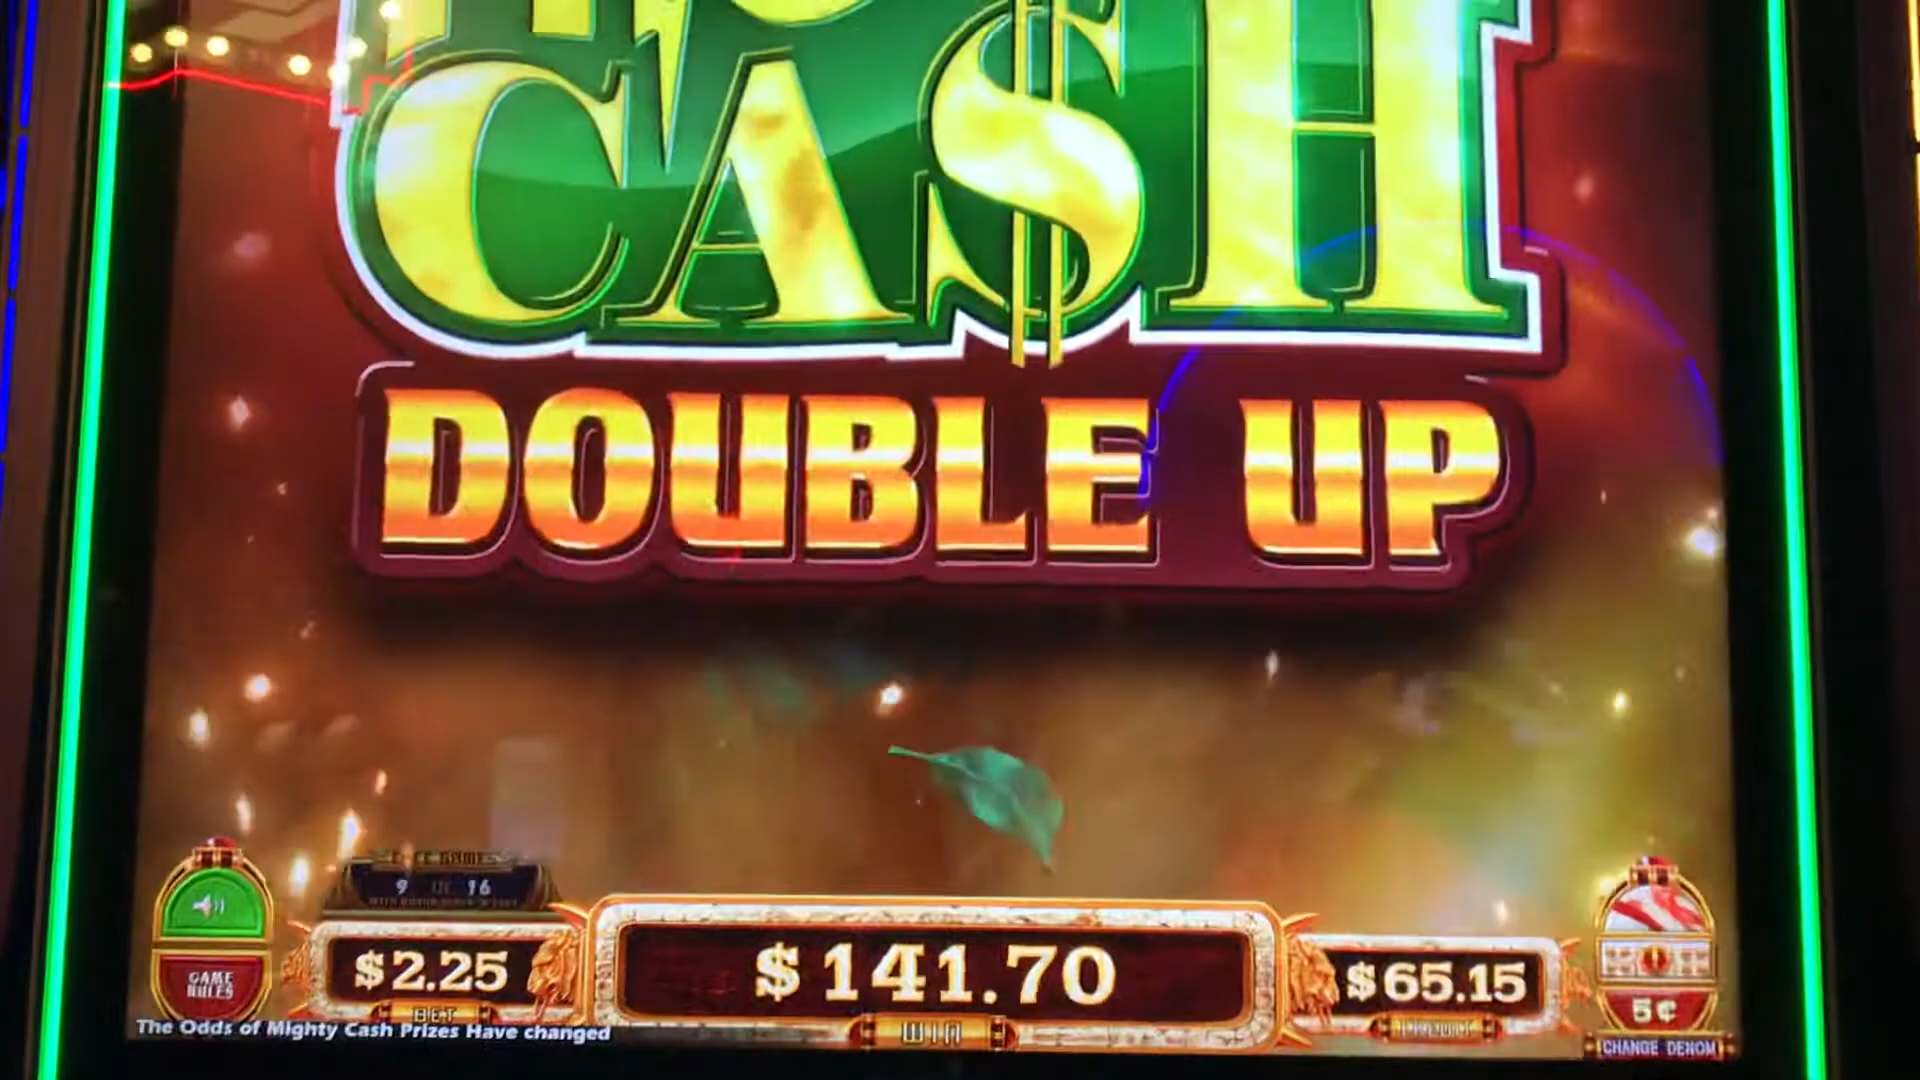 CA$H
DOUBLE UP
9 16
GAME
RULES
$2.25
BET
$141.70
WIN
$65.15
5¢
CHANGE DENOM
The Odds of Mighty Cash Prizes Have changed